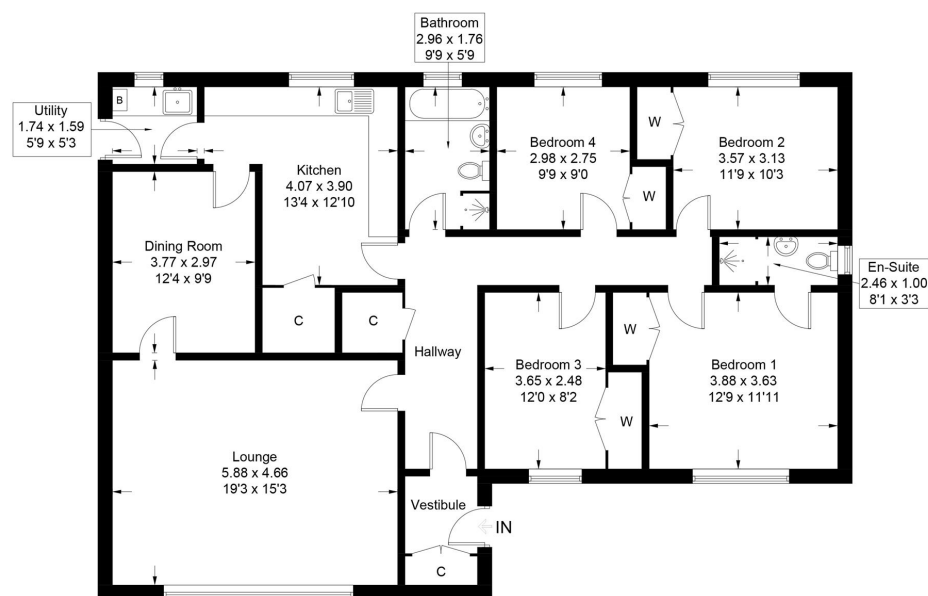 Bathroom
2.96 x 1.76
9'9 x 5'9
Utility
1.74 x 1.59
5'9 x 5'3
B
Kitchen
4.07 x 3.90
13'4 x 12'10
Bedroom 4
2.98 x 2.75
9'9 x 9'0
W
W
Bedroom 2
3.57 x 3.13
11'9 x 10'3
Dining Room
3.77 x 2.97
12'4 x 9'9
En-Suite
2.46 x 1.00
8'1 x 3'3
C
C
Hallway
Bedroom 3
3.65 x 2.48
12'0 x 8'2
W
W
Bedroom 1
3.88 x 3.63
12'9 x 11'11
Lounge
5.88 x 4.66
19'3 x 15'3
Vestibule
IN
C